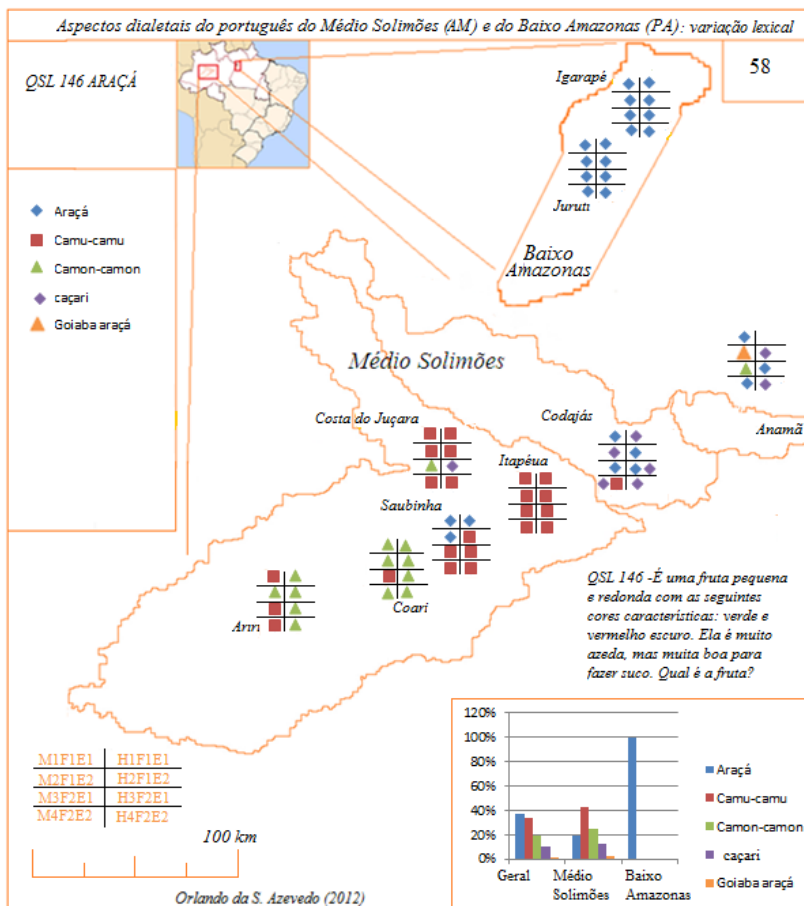 Aspectos dialetais do português do Médio Solimões (AM) e do Baixo Amazonas (PA): variação lexical
QSL 146 ARAÇÁ
58
Igarapé
Juruti
Baixo
Amazonas
Araçá
Camu-camu
Camon-camon
caçari
Goiaba araçá
Médio Solimões
Costa do Juçara
Codajás
Anamã
Itapéua
Saubinha
Coari
Ariri
QSL 146 -É uma fruta pequena
e redonda com as seguintes
cores características: verde e
vermelho escuro. Ela é muito
azeda, mas muita boa para
fazer suco. Qual é a fruta?
M1F1E1 H1F1E1
M2F1E2 H2F1E2
M3F2E1 H3F2E1
M4F2E2 H4F2E2
100 km
Orlando da S. Azevedo (2012)
120%
100%
80%
60%
40%
20%
0%
Geral Médio Baixo
Solimões Amazonas
Araçá
Camu-camu
Camon-camon
caçari
Goiaba araçá